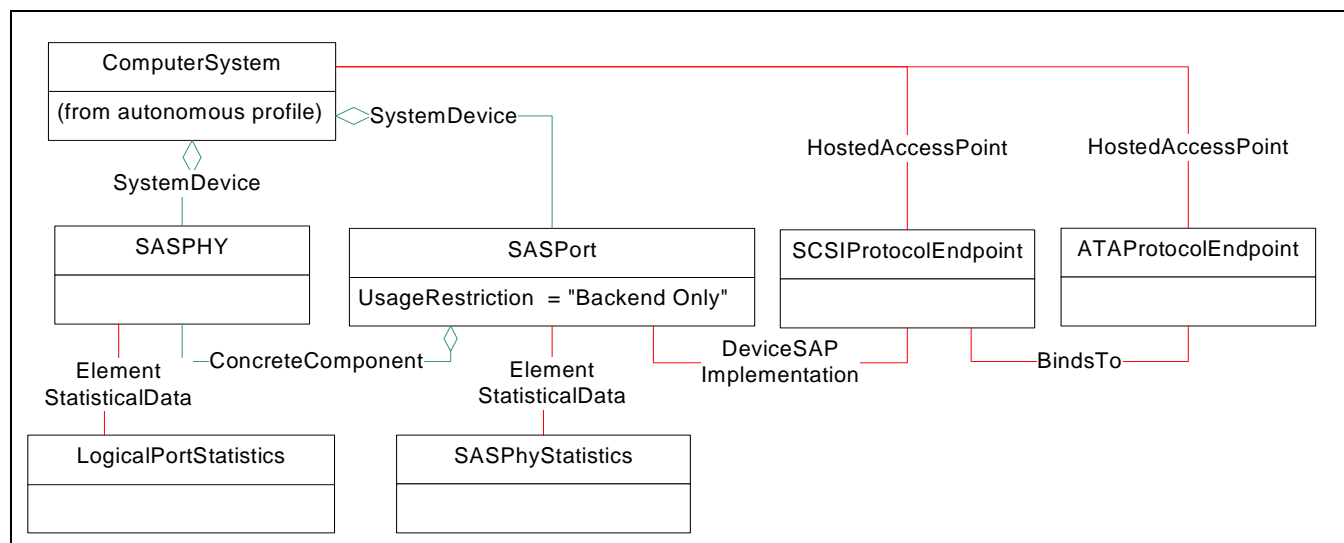 ComputerSystem
(from autonomous profile)
SystemDevice
SystemDevice
HostedAccessPoint
HostedAccessPoint
SASPHY
SASPort
UsageRestriction = "Backend Only"
SCSIProtocolEndpoint
ATAProtocolEndpoint
ConcreteComponent
DeviceSAP
Implementation
BindsTo
Element
StatisticalData
Element
StatisticalData
LogicalPortStatistics
SASPhyStatistics